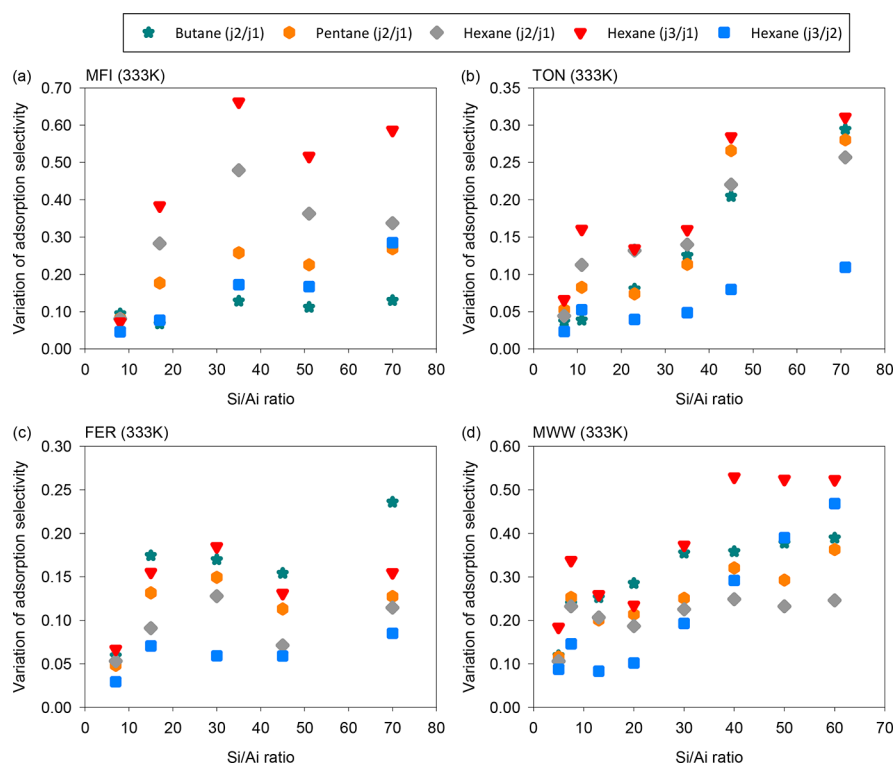 Butane (j2/j1) Pentane (j2/j1) Hexane (j2/j1) Hexane (j3/j1) Hexane (j3/j2)
(a) MFI (333K)
Variation of adsorption selectivity
0.70
0.60
0.50
0.40
0.30
0.20
0.10
0.00
0 10 20 30 40 50 60 70 80
Si/Ai ratio
(b) TON (333K)
Variation of adsorption selectivity
0.35
0.30
0.25
0.20
0.15
0.10
0.05
0.00
0 10 20 30 40 50 60 70 80
Si/Ai ratio
(c) FER (333K)
Variation of adsorption selectivity
0.30
0.25
0.20
0.15
0.10
0.05
0.00
0 10 20 30 40 50 60 70 80
Si/Ai ratio
(d) MWW (333K)
Variation of adsorption selectivity
0.60
0.50
0.40
0.30
0.20
0.10
0.00
0 10 20 30 40 50 60 70
Si/Ai ratio